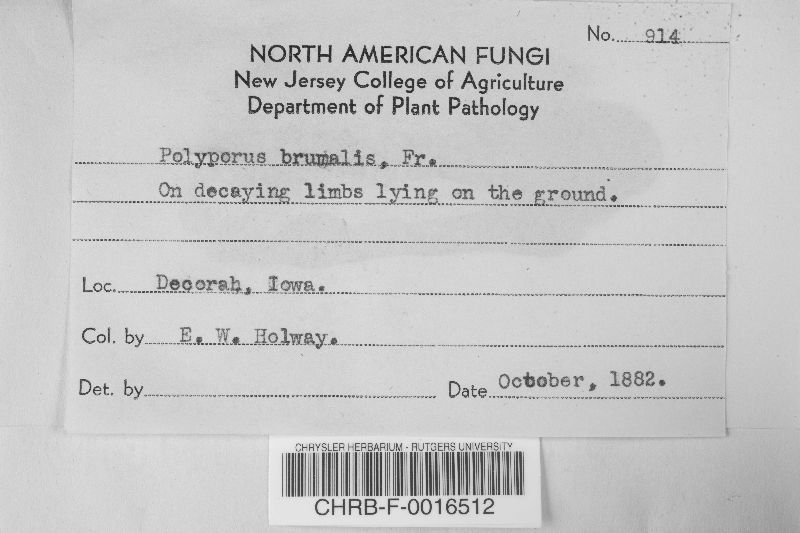 No. 914
NORTH AMERICAN FUNGI
New Jersey College of Agriculture
Department of Plant Pathology
Polyporus brumalis, Fr.
On decaying limbs lying on the ground.
Loc. Decorah, Iowa.
Col. by E. W. Holway.
Det. by
Date October, 1882.
CHRYSLER HERBARIUM - RUTGERS UNIVERSITY
CHRB-F-0016512